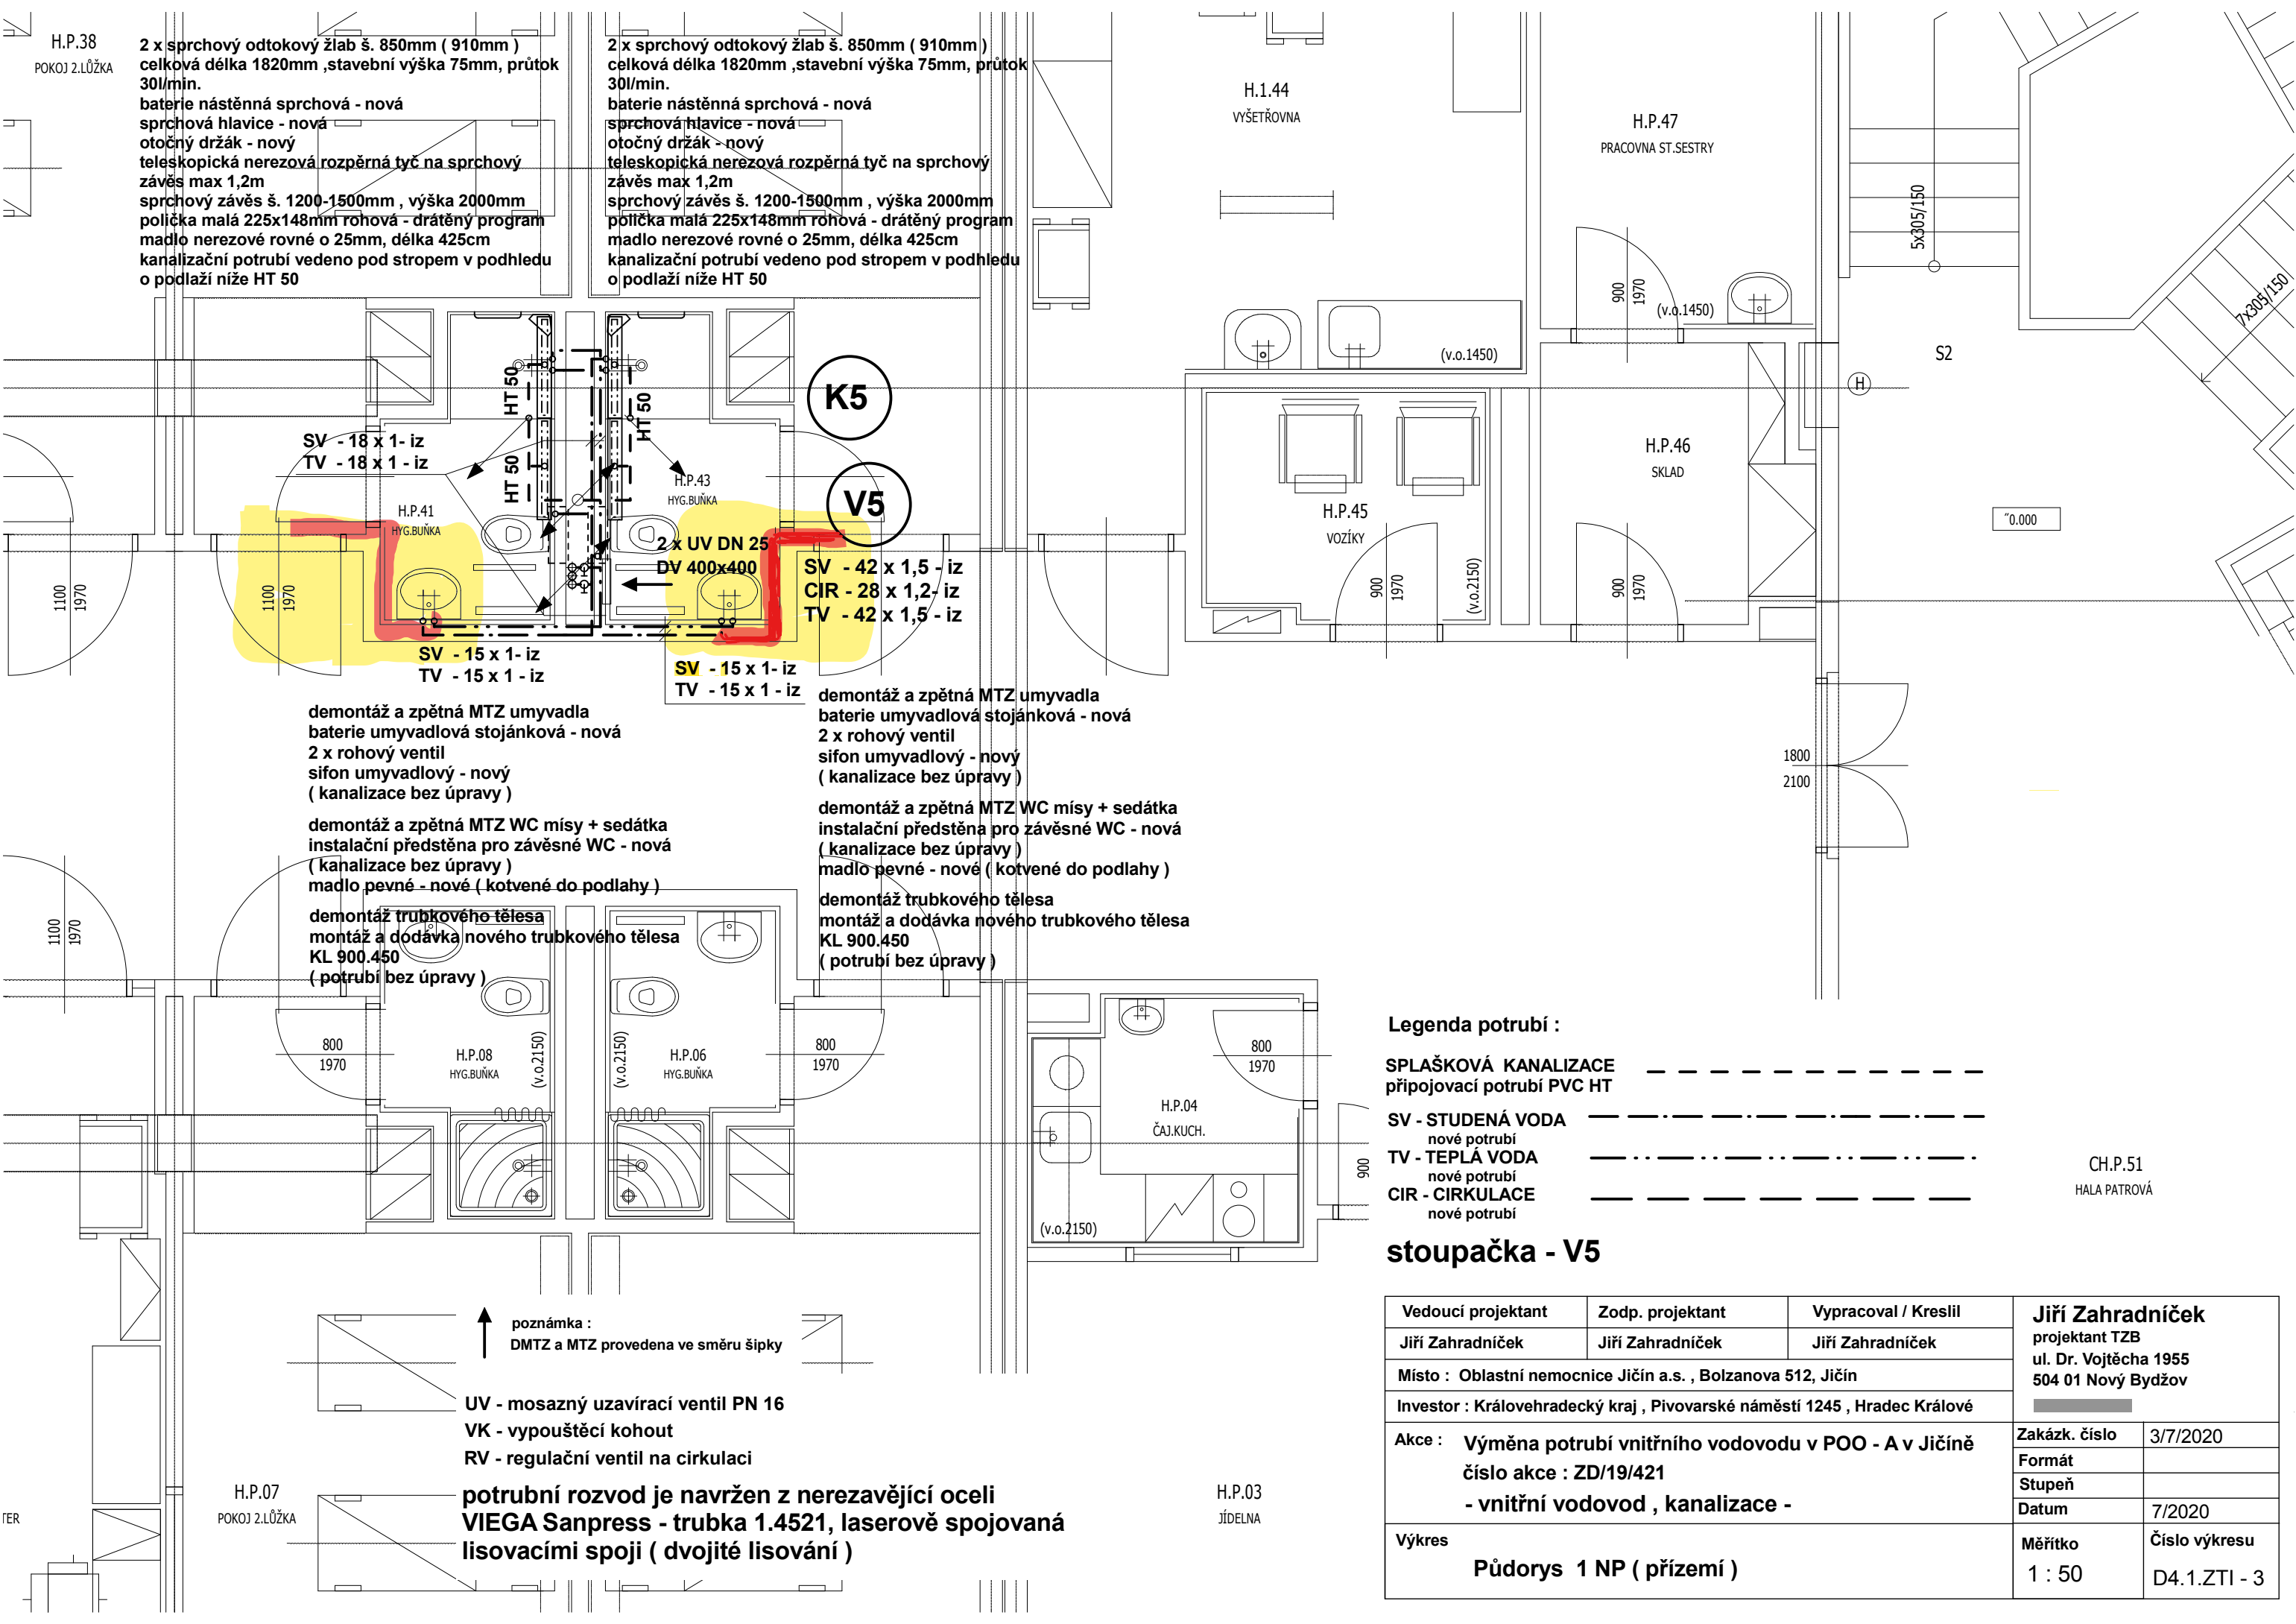 H.P.38
POKOJ 2.LŮŽKA
2 x sprchový odtokový žlab š. 850mm ( 910mm )
celková délka 1820mm ,stavební výška 75mm, průtok
30l/min.
baterie nástěnná sprchová - nová
sprchová hlavice - nová
otočný držák - nový
teleskopická nerezová rozpěrná tyč na sprchový
závěs max 1,2m
sprchový závěs š. 1200-1500mm , výška 2000mm
polička malá 225x148mm rohová - drátěný program
madlo nerezové rovné o 25mm, délka 425cm
kanalizační potrubí vedeno pod stropem v podhledu
o podlaží níže HT 50
2 x sprchový odtokový žlab š. 850mm ( 910mm )
celková délka 1820mm ,stavební výška 75mm, průtok
30l/min.
baterie nástěnná sprchová - nová
sprchová hlavice - nová
otočný držák - nový
teleskopická nerezová rozpěrná tyč na sprchový
závěs max 1,2m
sprchový závěs š. 1200-1500mm , výška 2000mm
polička malá 225x148mm rohová - drátěný program
madlo nerezové rovné o 25mm, délka 425cm
kanalizační potrubí vedeno pod stropem v podhledu
o podlaží níže HT 50
H.1.44
VYŠETŘOVNA
H.P.47
PRACOVNA ST.SESTRY
5x305/150
7x305/150
900
1970
(v.o.1450)
(v.o.1450)
S2
H
K5
HT 50
HT 50
HT 50
SV - 18 x 1- iz
TV - 18 x 1 - iz
H.P.43
HYG.BUŇKA
V5
H.P.41
HYG.BUŇKA
H.P.46
SKLAD
H.P.45
VOZÍKY
˝0.000
2 x UV DN 25
DV 400x400
SV - 42 x 1,5 - iz
CIR - 28 x 1,2- iz
TV - 42 x 1,5 - iz
1100
1970
1100
1970
900
1970
(v.o.2150)
900
1970
SV - 15 x 1- iz
TV - 15 x 1 - iz
SV - 15 x 1- iz
TV - 15 x 1 - iz
demontáž a zpětná MTZ umyvadla
baterie umyvadlová stojánková - nová
2 x rohový ventil
sifon umyvadlový - nový
( kanalizace bez úpravy )
demontáž a zpětná MTZ WC mísy + sedátka
instalační předstěna pro závěsné WC - nová
( kanalizace bez úpravy )
madlo pevné - nové ( kotvené do podlahy )
demontáž trubkového tělesa
montáž a dodávka nového trubkového tělesa
KL 900.450
( potrubí bez úpravy )
demontáž a zpětná MTZ umyvadla
baterie umyvadlová stojánková - nová
2 x rohový ventil
sifon umyvadlový - nový
( kanalizace bez úpravy )
demontáž a zpětná MTZ WC mísy + sedátka
instalační předstěna pro závěsné WC - nová
( kanalizace bez úpravy )
madlo pevné - nové ( kotvené do podlahy )
demontáž trubkového tělesa
montáž a dodávka nového trubkového tělesa
KL 900.450
( potrubí bez úpravy )
1800
2100
1100
1970
800
1970
H.P.08
HYG.BUŇKA
(v.o.2150)
(v.o.2150)
H.P.06
HYG.BUŇKA
800
1970
800
1970
H.P.04
ČAJ.KUCH.
900
(v.o.2150)
Legenda potrubí :
SPLAŠKOVÁ KANALIZACE
připojovací potrubí PVC HT
SV - STUDENÁ VODA
nové potrubí
TV - TEPLÁ VODA
nové potrubí
CIR - CIRKULACE
nové potrubí
CH.P.51
HALA PATROVÁ
stoupačka - V5
poznámka :
DMTZ a MTZ provedena ve směru šipky
UV - mosazný uzavírací ventil PN 16
VK - vypouštěcí kohout
RV - regulační ventil na cirkulaci
potrubní rozvod je navržen z nerezavějící oceli
VIEGA Sanpress - trubka 1.4521, laserově spojovaná
lisovacími spoji ( dvojité lisování )
TER
H.P.07
POKOJ 2.LŮŽKA
H.P.03
JÍDELNA
Vedoucí projektant
Zodp. projektant
Vypracoval / Kreslil
Jiří Zahradníček
Jiří Zahradníček
Jiří Zahradníček
Jiří Zahradníček
projektant TZB
ul. Dr. Vojtěcha 1955
504 01 Nový Bydžov
Místo : Oblastní nemocnice Jičín a.s. , Bolzanova 512, Jičín
Investor : Královehradecký kraj , Pivovarské náměstí 1245 , Hradec Králové
Akce : Výměna potrubí vnitřního vodovodu v POO - A v Jičíně
číslo akce : ZD/19/421
- vnitřní vodovod , kanalizace -
Zakázk. číslo
3/7/2020
Formát
Stupeň
Datum
7/2020
Výkres
Půdorys 1 NP ( přízemí )
Měřítko
1 : 50
Číslo výkresu
D4.1.ZTI - 3